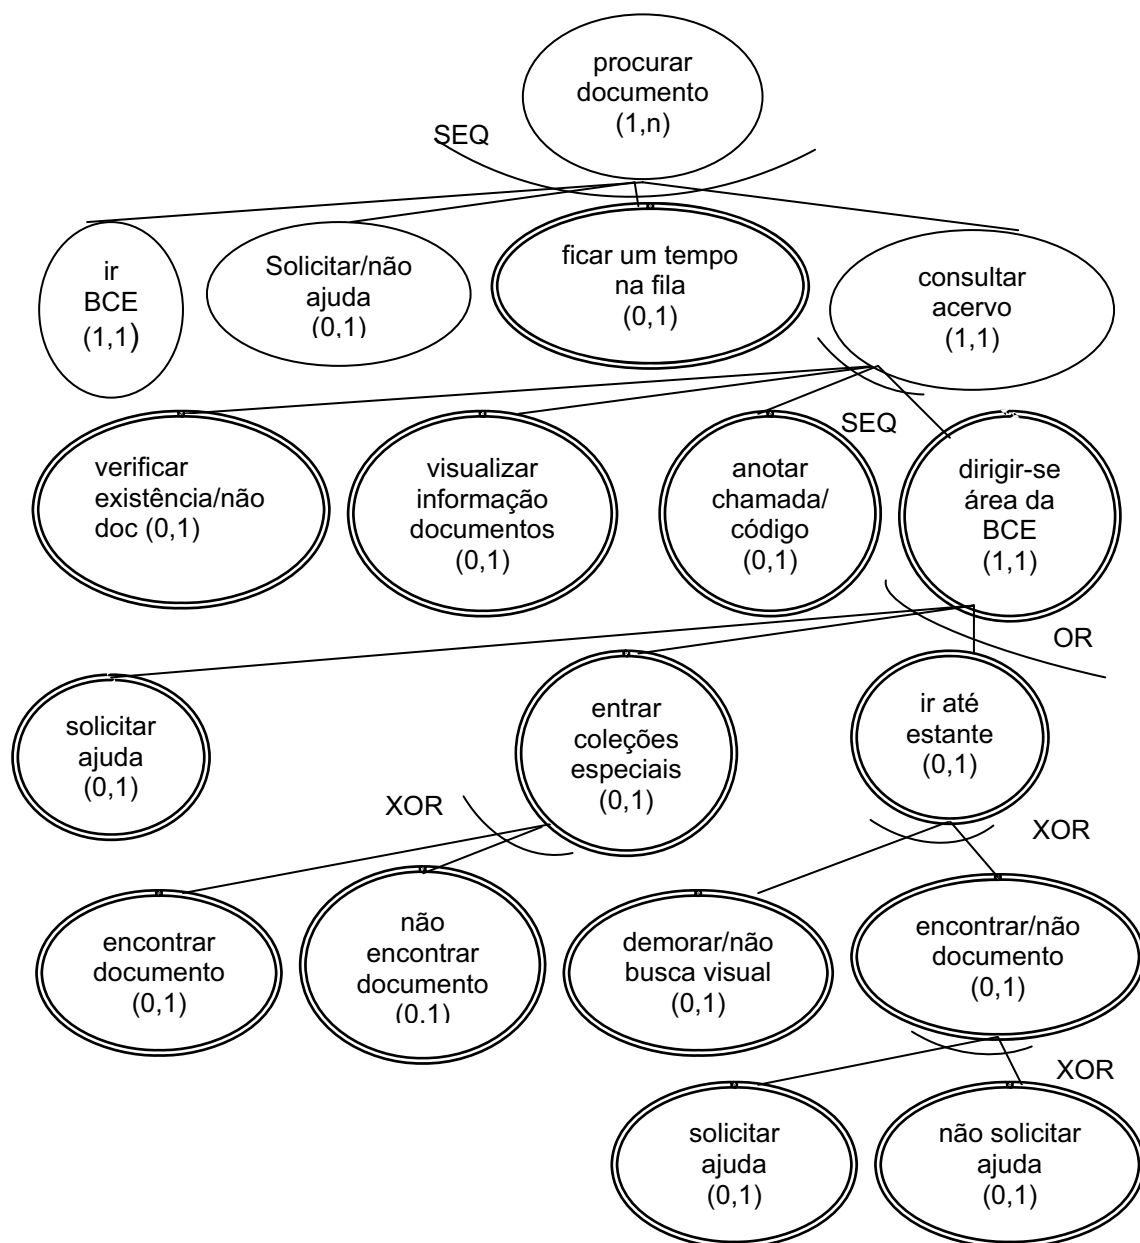 procurar
documento
(1,n)
SEQ
ir
BCE
(1,1)
Solicitar/não
ajuda
(0,1)
ficar um tempo
na fila
(0,1)
consultar
acervo
(1,1)
SEQ
verificar
existência/não
doc (0,1)
visualizar
informação
documentos
(0,1)
anotar
chamada/
código
(0,1)
dirigir-se
área da
BCE
(1,1)
OR
solicitar
ajuda
(0,1)
entrar
coleções
especiais
(0,1)
ir até
estante
(0,1)
XOR
XOR
encontrar
documento
(0,1)
não
encontrar
documento
(0,1)
demorar/não
busca visual
(0,1)
encontrar/não
documento
(0,1)
XOR
solicitar
ajuda
(0,1)
não solicitar
ajuda
(0,1)